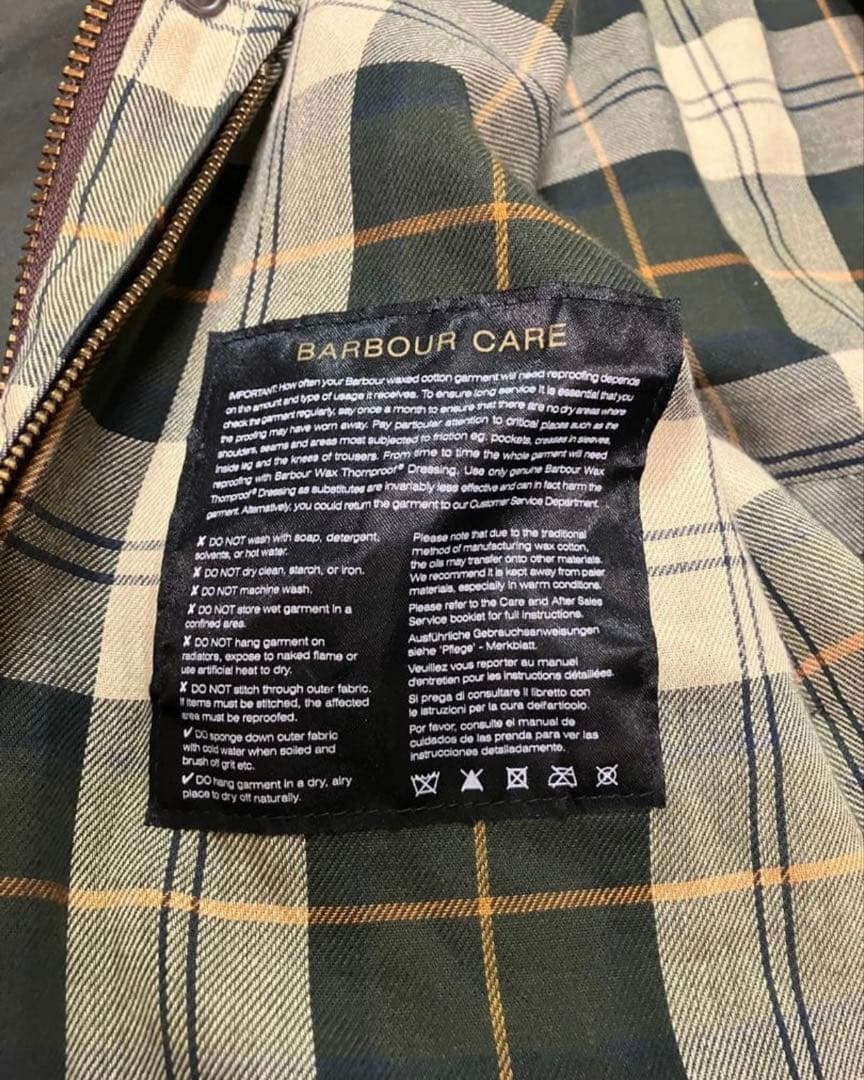 BARBOUR CARE
IMPORTANT: How often your Barbour waxed cotton garment will need reproofing depends
on the amount and type of usage it receives. To ensure long service it is essential that you
check the garment regularly, say once a month to ensure that there are no dry areas where
the proofing may have worn away. Pay particular attention to critical places such as the
shoulders, seams and areas most subjected to friction eg. pockets, creases in sleeves,
inside leg and the knees of trousers. From time to time the whole garment will need
reproofing with Barbour Wax Thornproof® Dressing. Use only genuine Barbour Wax
Thornproof® Dressing as substitutes are invariably less effective and can in fact harm the
garment. Alternatively, you could return the garment to our Customer Service Department.
✗ DO NOT wash with soap, detergent,
solvents, or hot water.
✗ DO NOT dry clean, starch, or iron.
✗ DO NOT machine wash.
✗ DO NOT store wet garment in a
confined area.
✗ DO NOT hang garment on
radiators, expose to naked flame or
use artificial heat to dry.
✗ DO NOT stitch through outer fabric.
If items must be stitched, the affected
area must be reproofed.
✓ DO sponge down outer fabric
with cold water when soiled and
brush off grit etc.
✓ DO hang garment in a dry, airy
place to dry off naturally.
Please note that due to the traditional
method of manufacturing wax cotton,
the oils may transfer onto other materials.
We recommend it is kept away from paler
materials, especially in warm conditions.
Please refer to the Care and After Sales
Service booklet for full instructions.
Ausführliche Gebrauchsanweisungen
siehe 'Pflege' - Merkblatt.
Veuillez vous reporter au manuel
d'entretien pour les instructions détaillées.
Si prega di consultare il libretto con
le istruzioni per la cura dell'articolo.
Por favor, consulte el manual de
cuidados de las prenda para ver las
instrucciones detalladamente.